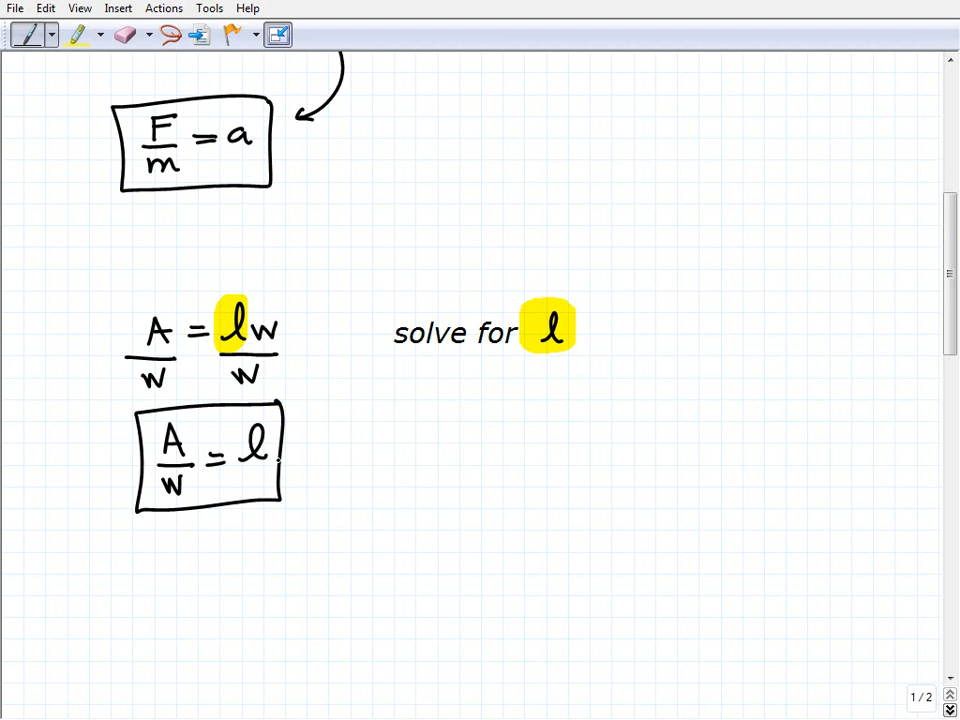 File Edit View Insert Actions Tools Help
F/m = a
A = lw solve for l
w w
A/w = l
1 / 2